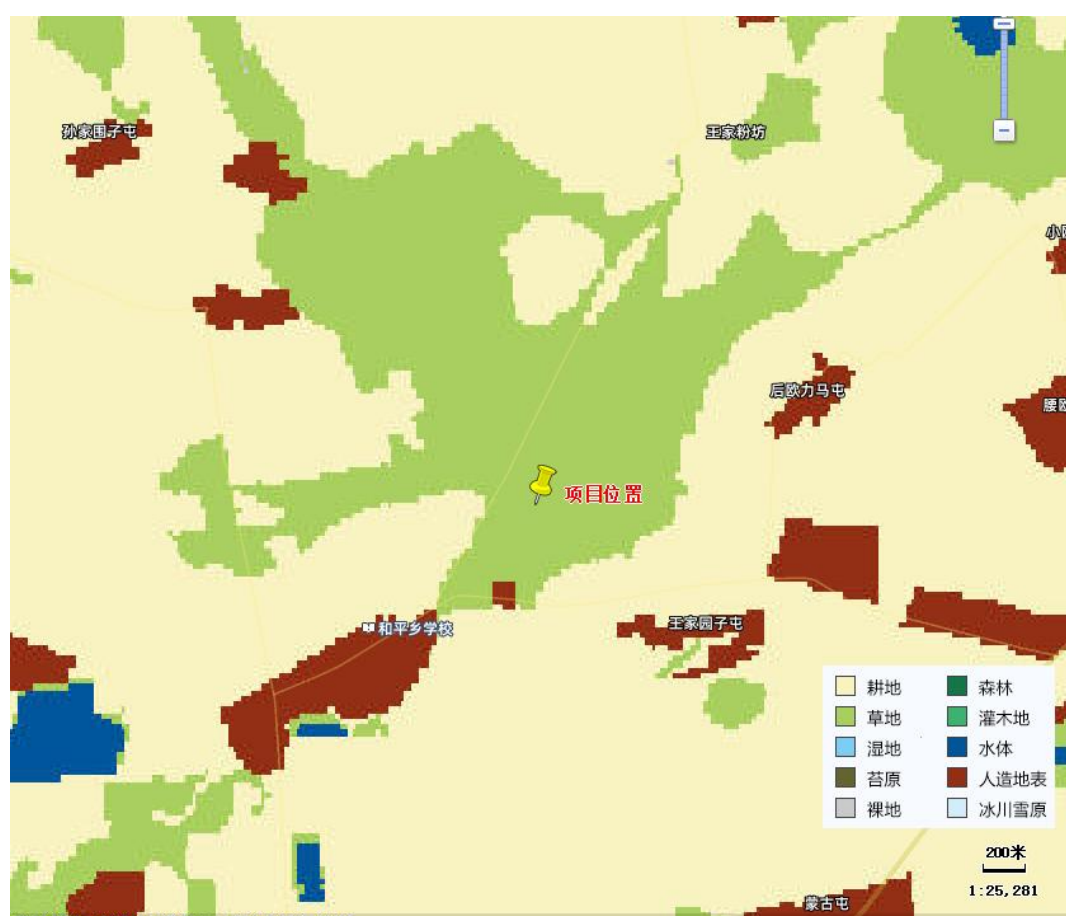 孙家围子屯
王家粉坊
后欧力马屯
项目位置
和平乡学校
王家园子屯
耕地
森林
草地
灌木地
湿地
水体
苔原
人造地表
裸地
冰川雪原
200米
1:25,281
蒙古屯